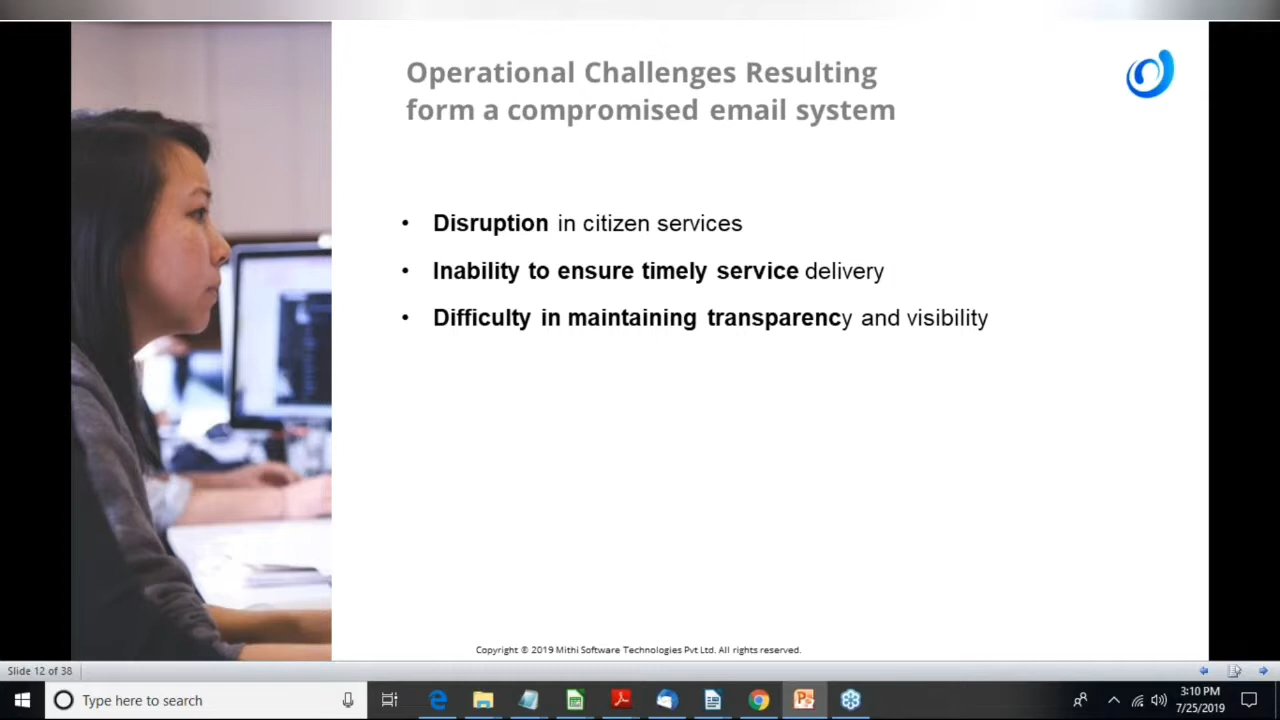 Operational Challenges Resulting
form a compromised email system
• Disruption in citizen services
• Inability to ensure timely service delivery
• Difficulty in maintaining transparency and visibility
Copyright © 2019 Mithi Software Technologies Pvt Ltd. All rights reserved.
Slide 12 of 38
Type here to search
3:10 PM
7/25/2019